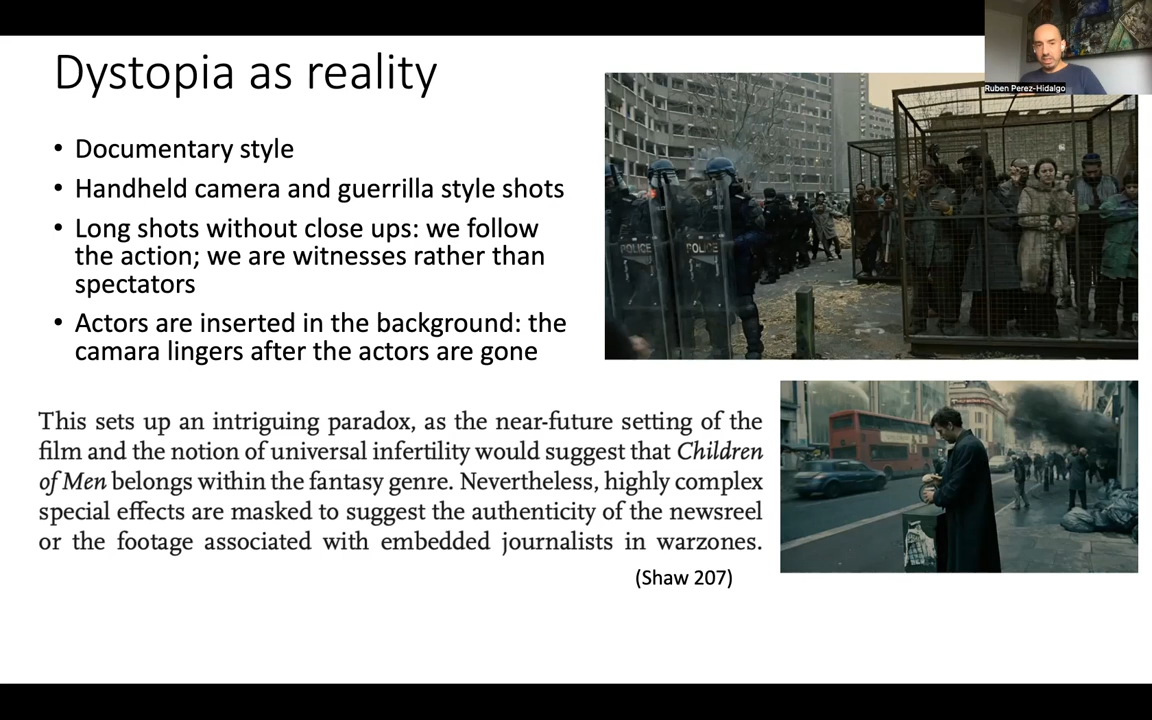 Dystopia as reality
Ruben Perez-Hidalgo
• Documentary style
• Handheld camera and guerrilla style shots
• Long shots without close ups: we follow
the action; we are witnesses rather than
spectators
• Actors are inserted in the background: the
camara lingers after the actors are gone
POLICE
POLICE
This sets up an intriguing paradox, as the near-future setting of the
film and the notion of universal infertility would suggest that Children
of Men belongs within the fantasy genre. Nevertheless, highly complex
special effects are masked to suggest the authenticity of the newsreel
or the footage associated with embedded journalists in warzones.
(Shaw 207)